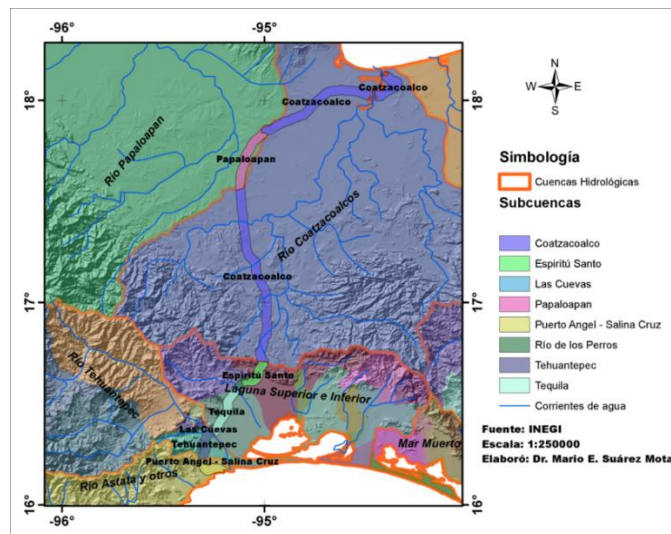 -96°
-95°
N
W
E
S
18°
18°
Coatzacoalco
Coatzacoalco
Papaloapan
Río Papaloapan
Río Coatzacoalcos
Coatzacoalco
17°
17°
Río Tehuantepec
Espiritú Santo
Laguna Superior e Inferior
Tequila
Las Cuevas
Tehuantepec
Mar Muerto
Puerto Angel - Salina Cruz
Río Astata y otros
16°
16°
-96°
-95°
Simbología
Cuencas Hidrológicas
Subcuencas
Coatzacoalco
Espiritú Santo
Las Cuevas
Papaloapan
Puerto Angel - Salina Cruz
Río de los Perros
Tehuantepec
Tequila
Corrientes de agua
Fuente: INEGI
Escala: 1:250000
Elaboró: Dr. Mario E. Suárez Mota